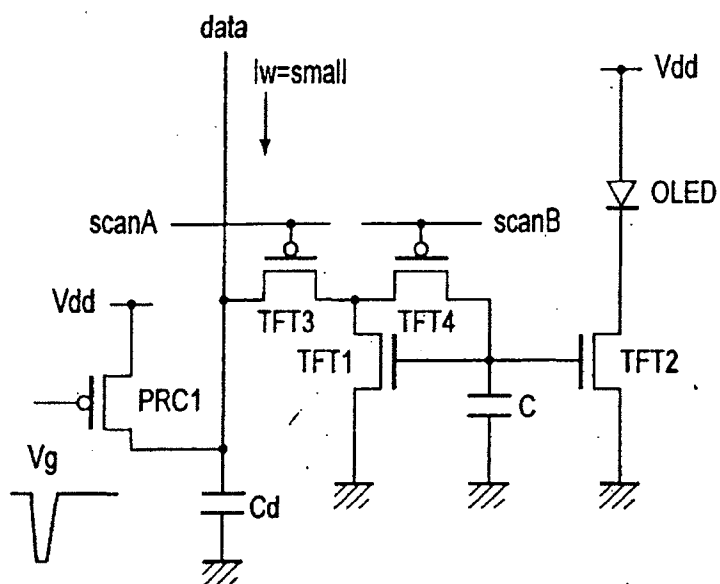 data
Iw=small
Vdd
OLED
scanA
scanB
Vdd
TFT3
TFT4
TFT1
TFT2
PRC1
C
Vg
Cd